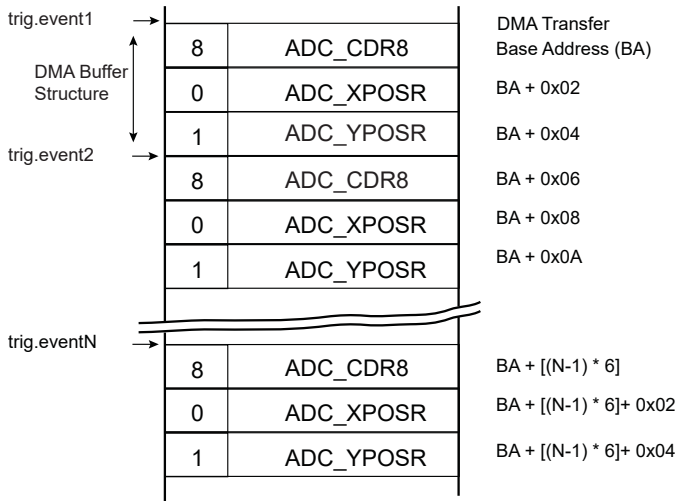 trig.event1
DMA Transfer
8 ADC_CDR8 Base Address (BA)
DMA Buffer
Structure
0 ADC_XPOSR BA + 0x02
1 ADC_YPOSR BA + 0x04
trig.event2
8 ADC_CDR8 BA + 0x06
0 ADC_XPOSR BA + 0x08
1 ADC_YPOSR BA + 0x0A
trig.eventN
8 ADC_CDR8 BA + [(N-1) * 6]
0 ADC_XPOSR BA + [(N-1) * 6]+ 0x02
1 ADC_YPOSR BA + [(N-1) * 6]+ 0x04